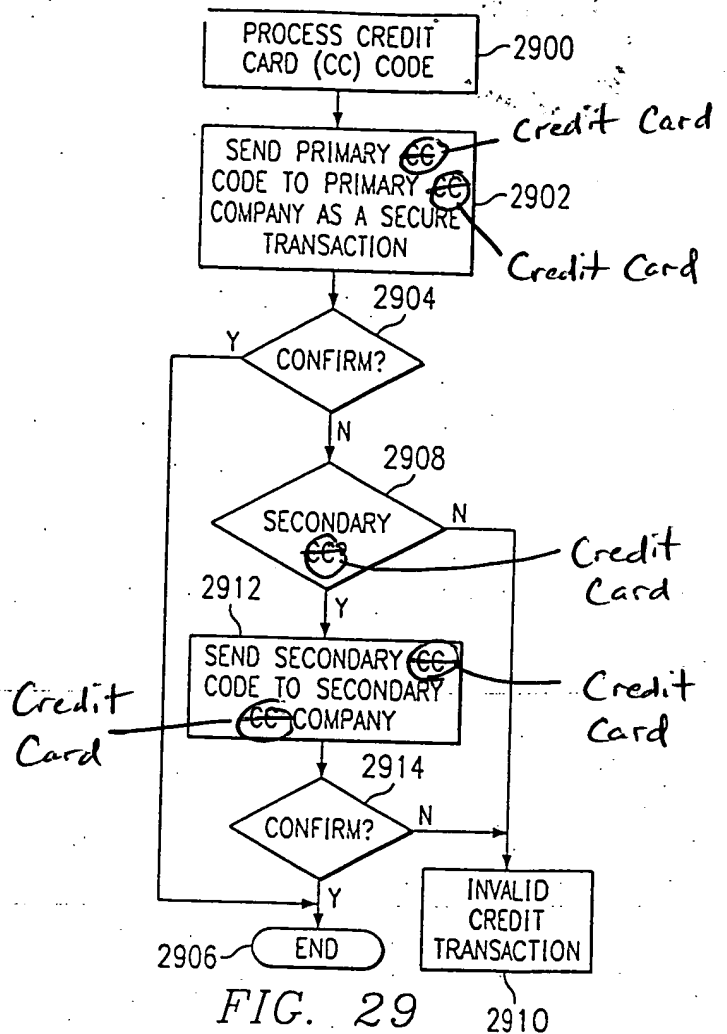 PROCESS CREDIT
CARD (CC) CODE
2900
SEND PRIMARY CC
Credit Card
CODE TO PRIMARY CC
2902
COMPANY AS A SECURE
TRANSACTION
Credit Card
2904
Y
CONFIRM?
N
2908
SECONDARY
N
CC?
Credit
Card
2912
Y
SEND SECONDARY CC
CODE TO SECONDARY
CC COMPANY
Credit
Card
Credit
Card
2914
CONFIRM?
N
Y
INVALID
CREDIT
TRANSACTION
2906
END
FIG. 29
2910